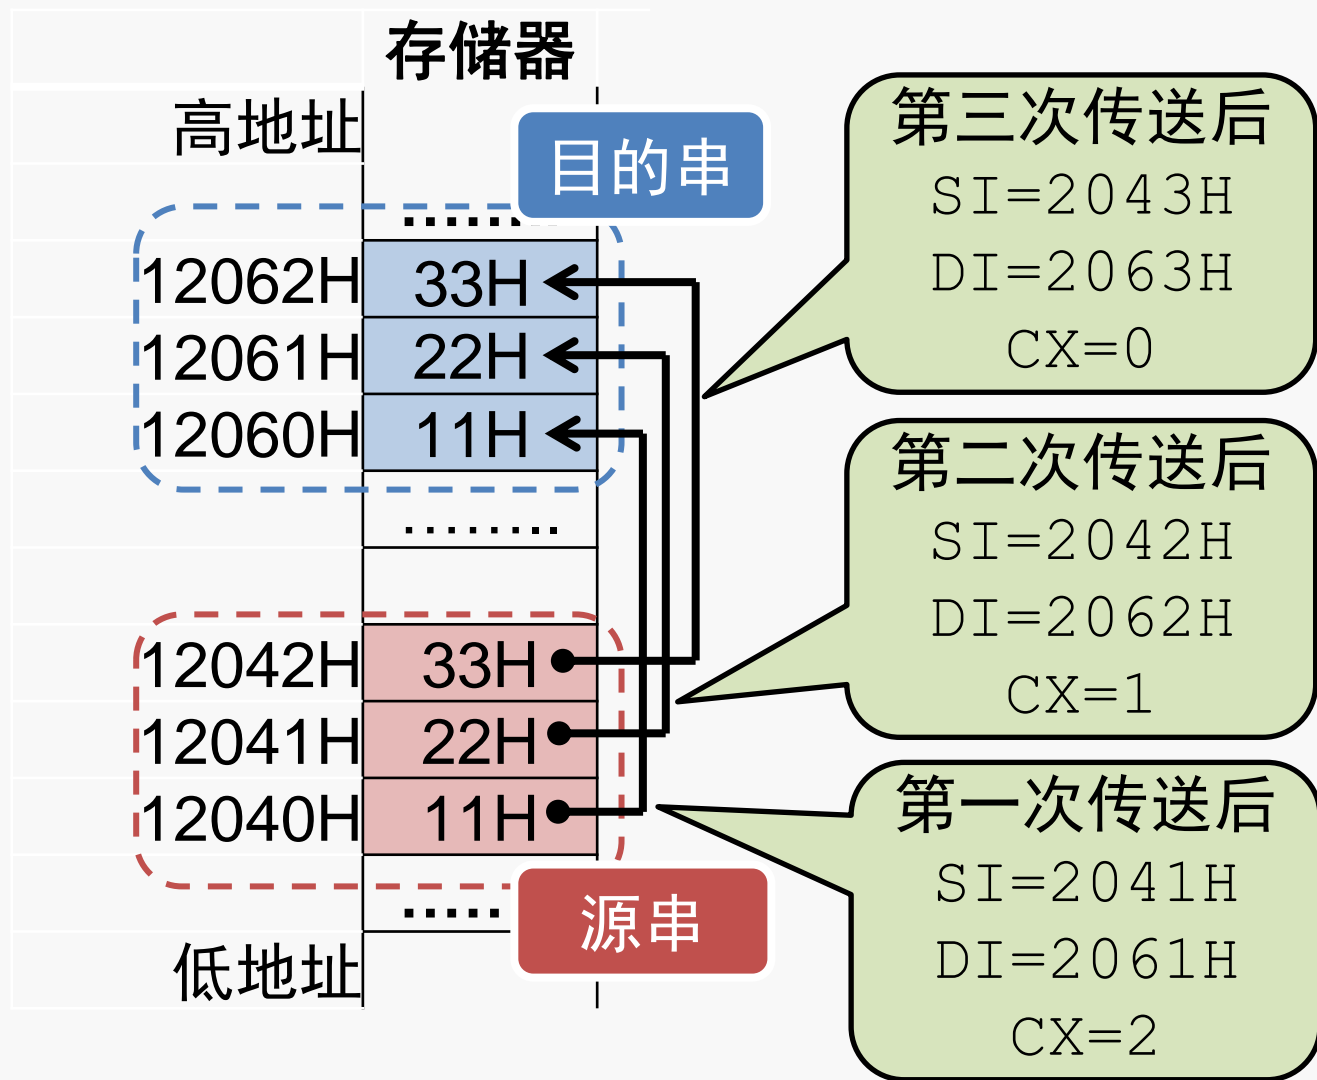 存储器
高地址
目的串
........
12062H 33H
12061H 22H
12060H 11H
........
12042H 33H
12041H 22H
12040H 11H
.....
源串
低地址
第三次传送后
SI=2043H
DI=2063H
CX=0
第二次传送后
SI=2042H
DI=2062H
CX=1
第一次传送后
SI=2041H
DI=2061H
CX=2